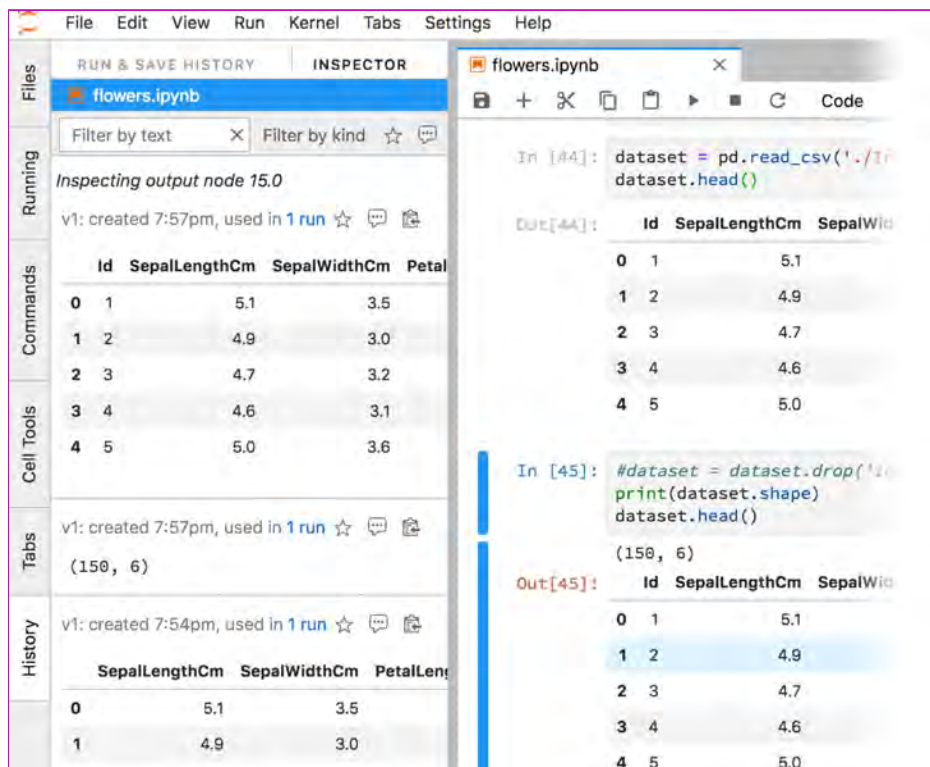 File Edit View Run Kernel Tabs Settings Help
Files
Running
Commands
Cell Tools
Tabs
History
RUN & SAVE HISTORY INSPECTOR
flowers.ipynb
Filter by text × Filter by kind
Inspecting output node 15.0
v1: created 7:57pm, used in 1 run
Id SepalLengthCm SepalWidthCm Petal
0 1 5.1 3.5
1 2 4.9 3.0
2 3 4.7 3.2
3 4 4.6 3.1
4 5 5.0 3.6
v1: created 7:57pm, used in 1 run
(150, 6)
v1: created 7:54pm, used in 1 run
SepalLengthCm SepalWidthCm PetalLeng
0 5.1 3.5
1 4.9 3.0
flowers.ipynb ×
Code
In [44]: dataset = pd.read_csv('./Ir
dataset.head()
Out[44]: Id SepalLengthCm SepalWid
0 1 5.1
1 2 4.9
2 3 4.7
3 4 4.6
4 5 5.0
In [45]: #dataset = dataset.drop('
print(dataset.shape)
dataset.head()
(150, 6)
Out[45]: Id SepalLengthCm SepalWid
0 1 5.1
1 2 4.9
2 3 4.7
3 4 4.6
4 5 5.0